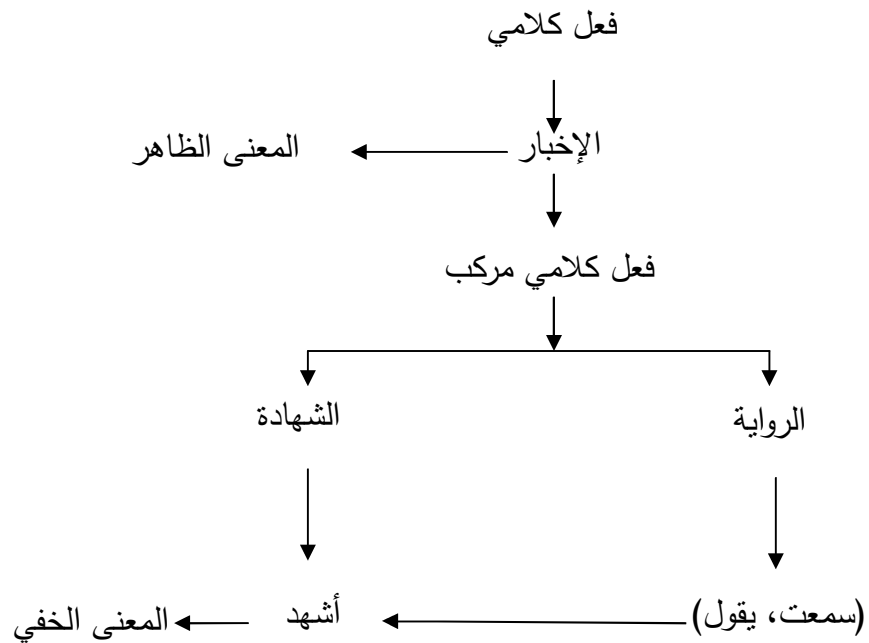 فعل كلامي
الإخبار
المعنى الظاهر
فعل كلامي مركب
الرواية
الشهادة
(سمعت، يقول)
أشهد
المعنى الخفي